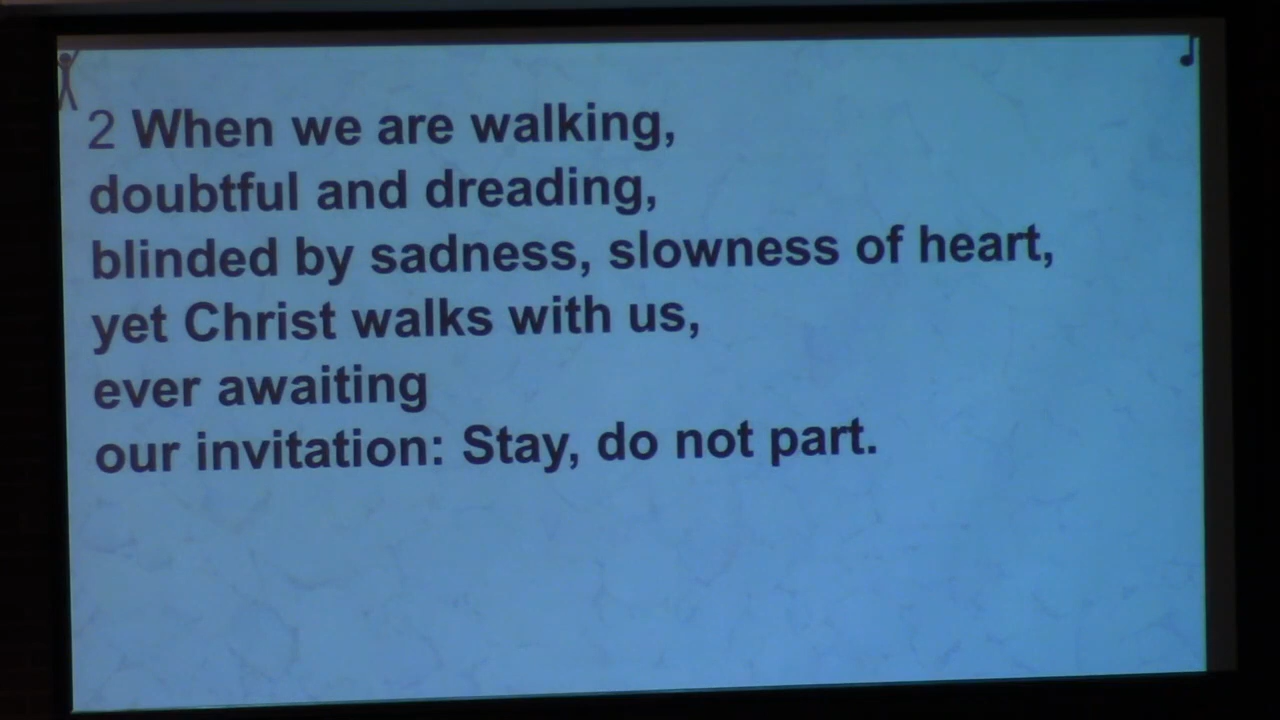 2 When we are walking,
doubtful and dreading,
blinded by sadness, slowness of heart,
yet Christ walks with us,
ever awaiting
our invitation: Stay, do not part.